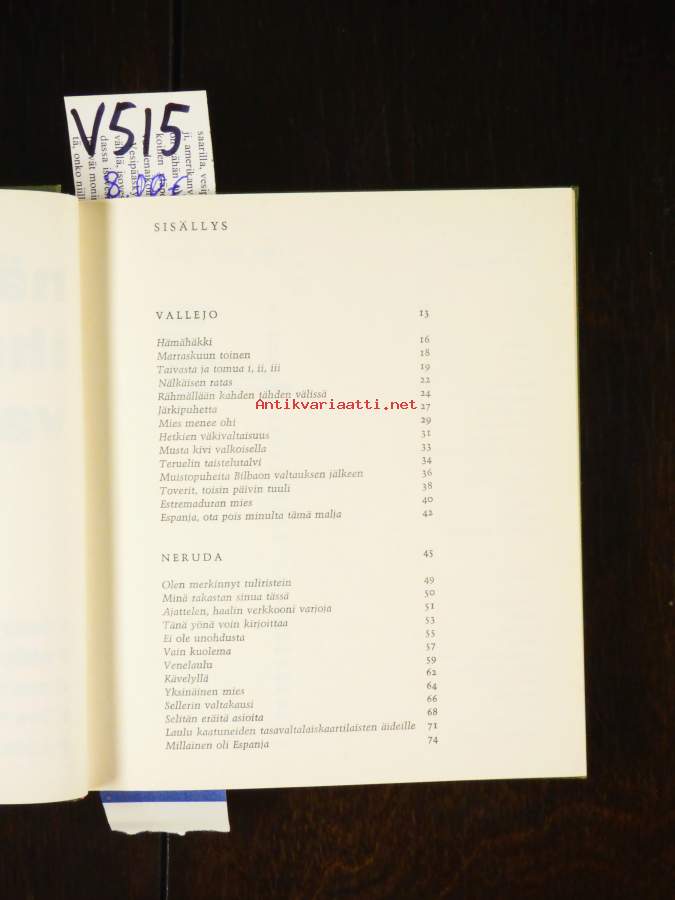 V515
8.00€
SISÄLLYS
VALLEJO 13
Hämähäkki 16
Marraskuun toinen 18
Taivasta ja tomua i, ii, iii 19
Nälkäisen ratas 22
Rähmällään kahden tähden välissä 24
Antikvariaatti.net
Järkipuhetta 27
Mies menee ohi 29
Hetkien väkivaltaisuus 31
Musta kivi valkoisella 33
Teruelin taistelutalvi 34
Muistopuheita Bilbaon valtauksen jälkeen 36
Toverit, toisin päivin tuuli 38
Estremaduran mies 40
Espanja, ota pois minulta tämä malja 42
NERUDA 45
Olen merkinnyt tuliristein 49
Minä rakastan sinua tässä 50
Ajattelen, haalin verkkooni varjoja 51
Tänä yönä voin kirjoittaa 53
Ei ole unohdusta 55
Vain kuolema 57
Venelaulu 59
Kävelyllä 62
Yksinäinen mies 64
Sellerin valtakausi 66
Selitän eräitä asioita 68
Laulu kaatuneiden tasavaltalaiskaartilaisten äideille 71
Millainen oli Espanja 74